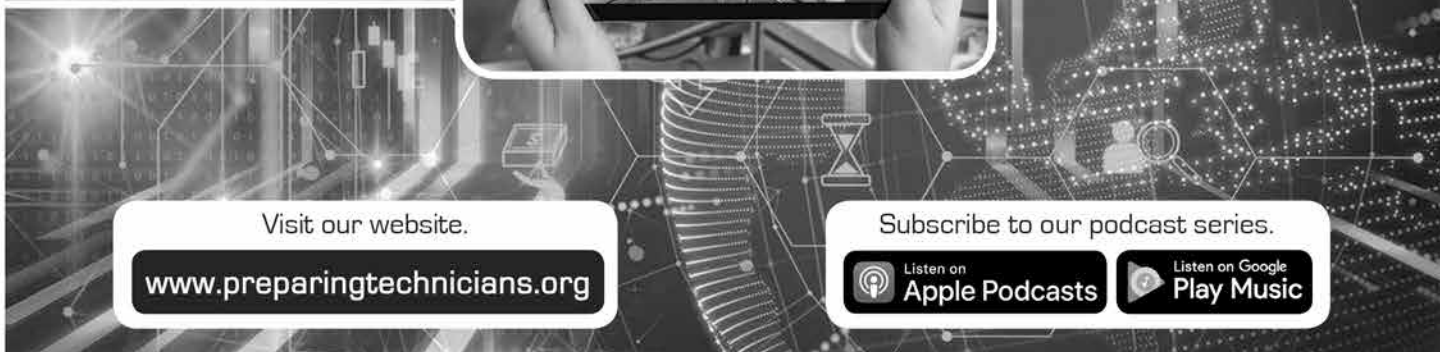 Visit our website.
www.preparingtechnicians.org
Subscribe to our podcast series.
Listen on
Apple Podcasts
Listen on Google
Play Music